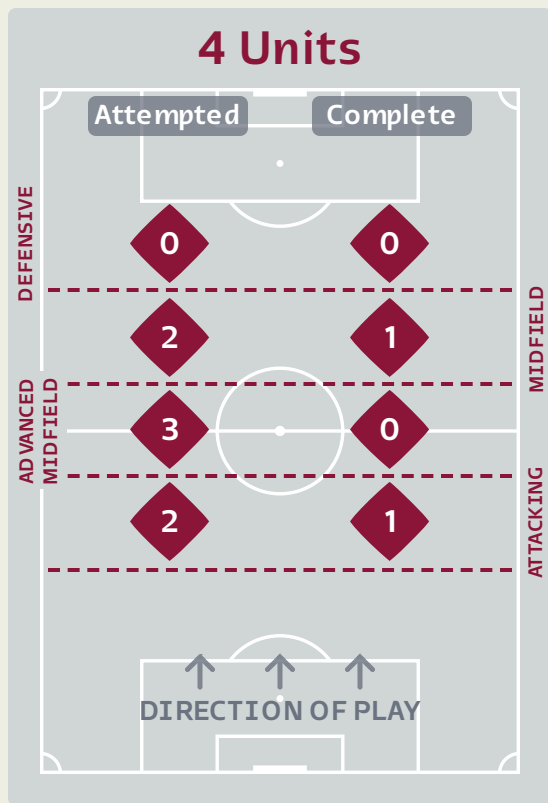 4 Units
Attempted
Complete
DEFENSIVE
0
0
MIDFIELD
2
1
ADVANCED
MIDFIELD
3
0
ATTACKING
2
1
DIRECTION OF PLAY